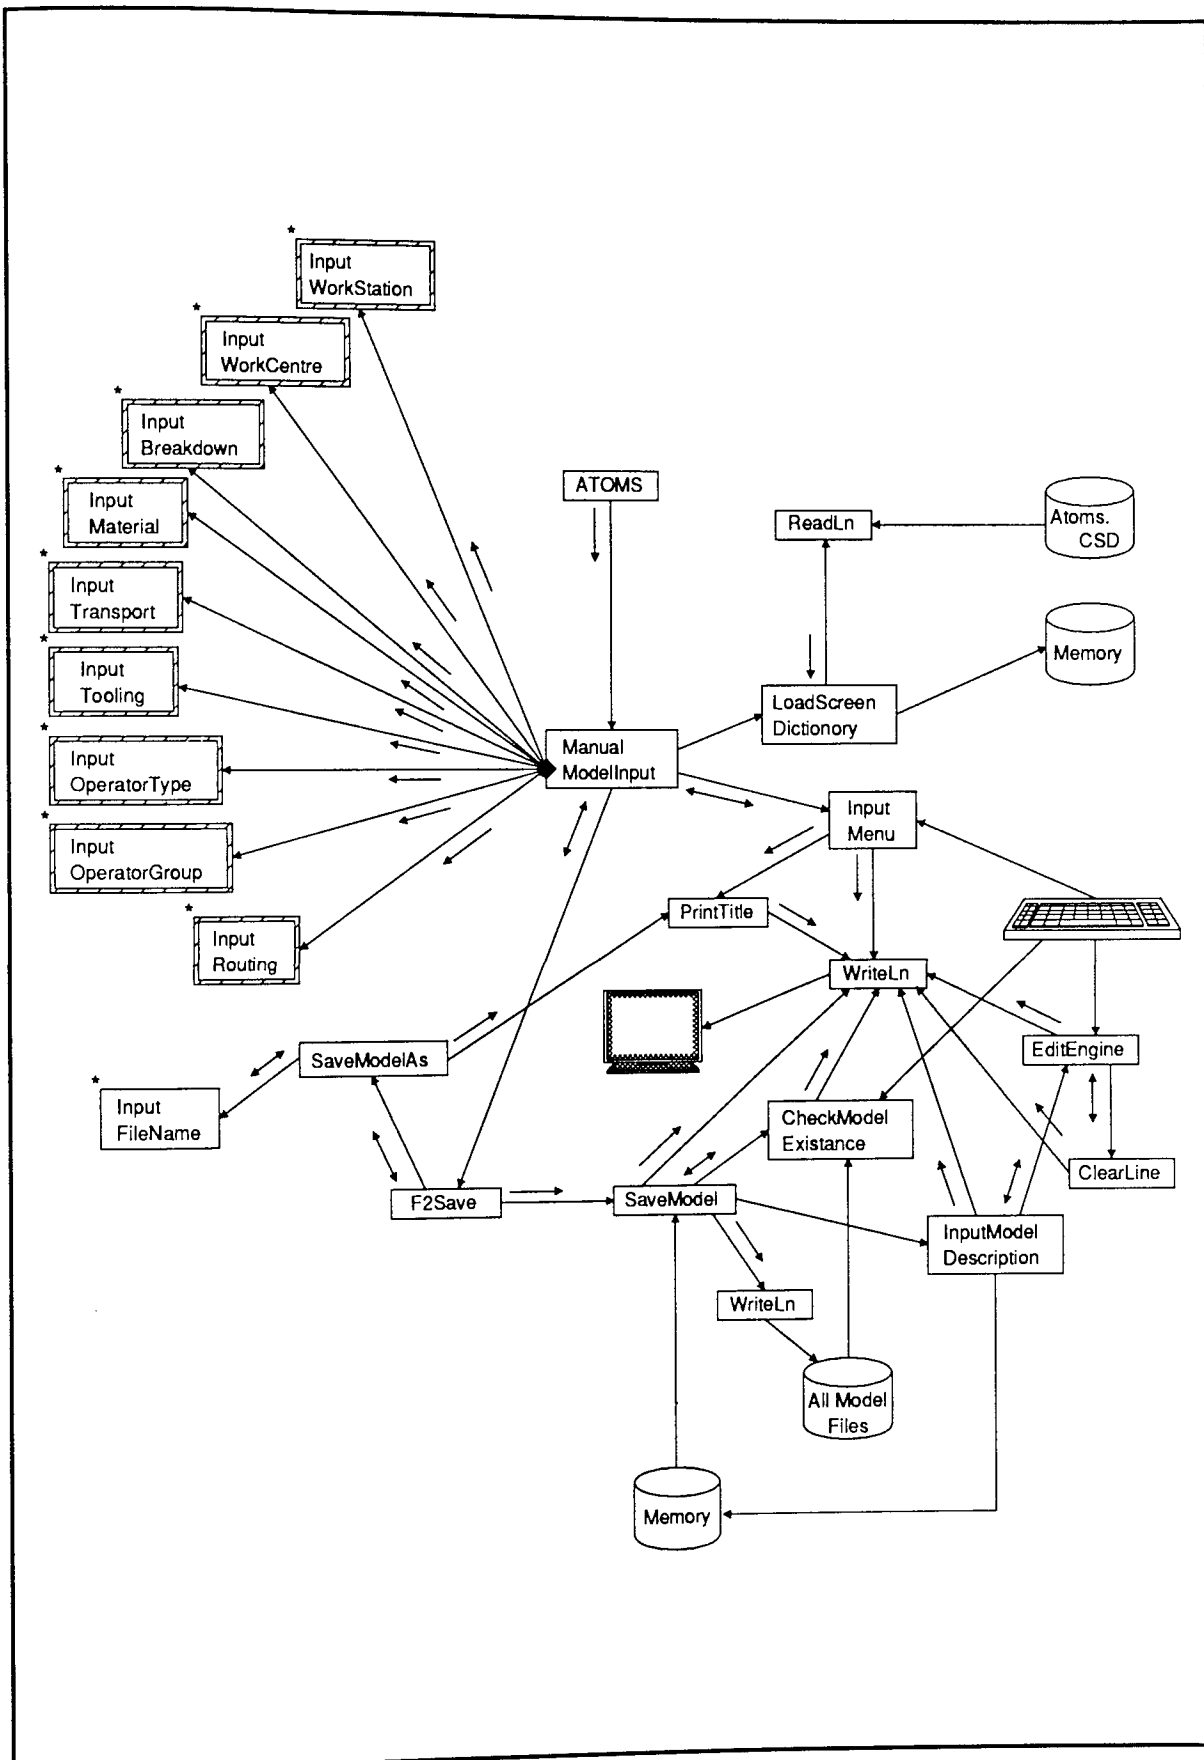 *
Input
WorkStation
*
Input
WorkCentre
*
Input
Breakdown
*
Input
Material
ATOMS
Atoms.
CSD
ReadLn
*
Input
Transport
Memory
*
Input
Tooling
LoadScreen
Dictionory
*
Input
OperatorType
Manual
ModelInput
Input
Menu
*
Input
OperatorGroup
PrintTitle
*
Input
Routing
WriteLn
EditEngine
SaveModelAs
*
Input
FileName
CheckModel
Existance
ClearLine
F2Save
SaveModel
InputModel
Description
WriteLn
All Model
Files
Memory